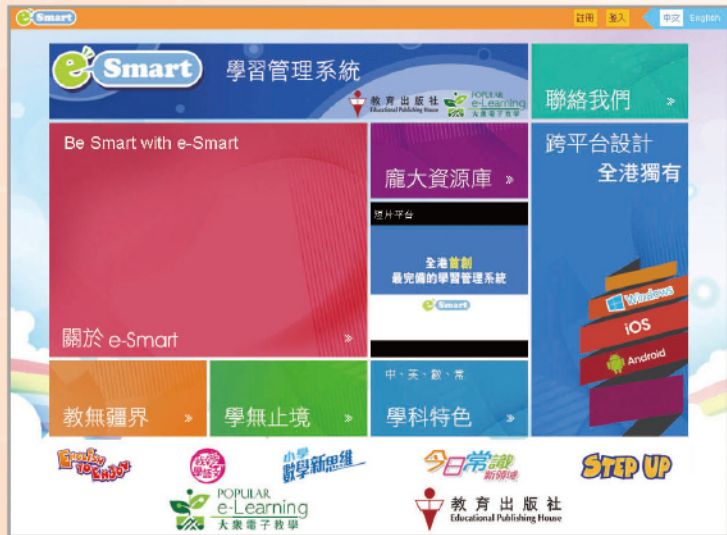 e-Smart
註冊 登入 中文 English
e-Smart 學習管理系統
教育出版社
Educational Publishing House
POPULAR
e-Learning
大衆電子教學
聯絡我們 »
Be Smart with e-Smart
關於 e-Smart »
龐大資源庫 »
短片平台
全港首創
最完備的學習管理系統
e-Smart
跨平台設計
全港獨有
Windows
iOS
Android
教無疆界 »
學無止境 »
中、英、數、常
學科特色 »
ENGLISH TO ENJOY
小學
數學新思維
今日常識
新領域
STEP UP
POPULAR
e-Learning
大衆電子教學
教育出版社
Educational Publishing House